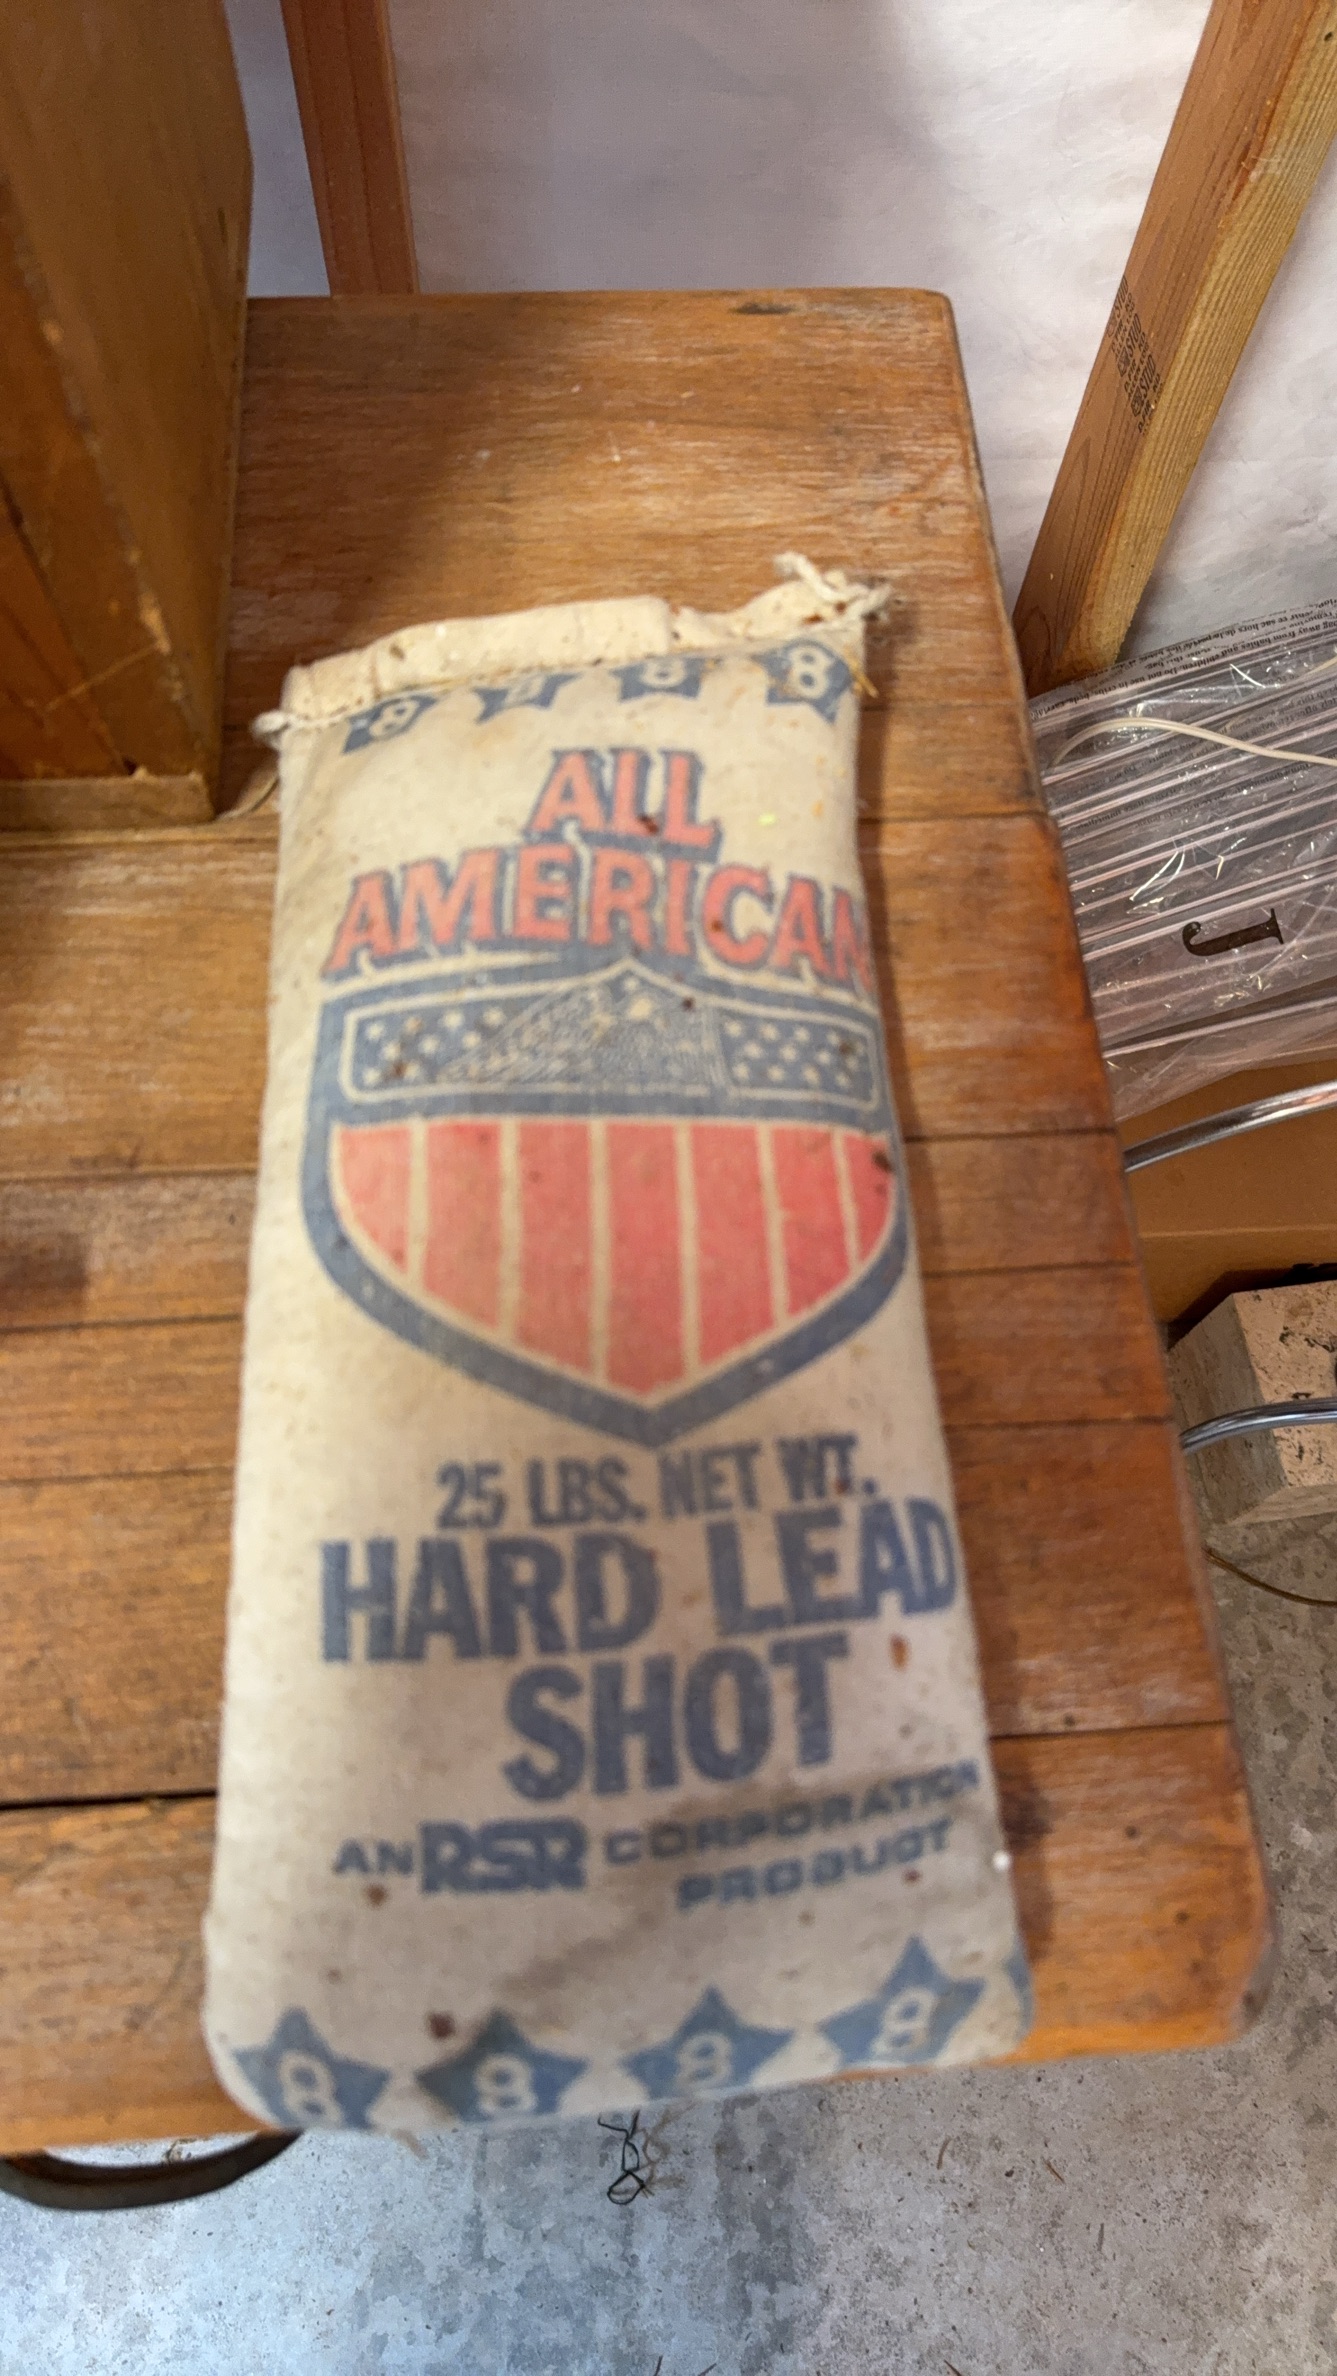 8 8 8 8
ALL
AMERICAN
25 LBS. NET WT.
HARD LEAD
SHOT
AN RSR CORPORATION
PRODUCT
8 8 8 8
J